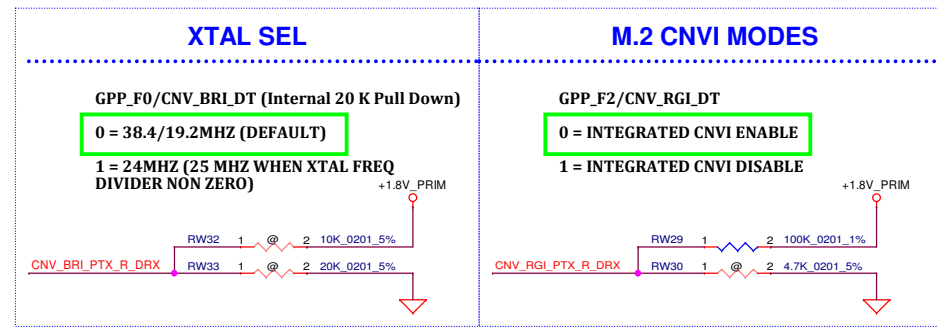 XTAL SEL
GPP_F0/CNV_BRI_DT (Internal 20 K Pull Down)
0 = 38.4/19.2MHZ (DEFAULT)
1 = 24MHZ (25 MHZ WHEN XTAL FREQ
DIVIDER NON ZERO)
+1.8V_PRIM
RW32 1 @ 2 10K_0201_5%
CNV_BRI_PTX_R_DRX RW33 1 @ 2 20K_0201_5%
M.2 CNVI MODES
GPP_F2/CNV_RGI_DT
0 = INTEGRATED CNVI ENABLE
1 = INTEGRATED CNVI DISABLE
+1.8V_PRIM
RW29 1 2 100K_0201_1%
CNV_RGI_PTX_R_DRX RW30 1 @ 2 4.7K_0201_5%